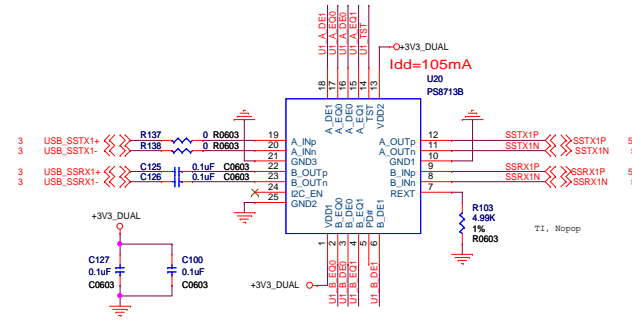 U1_A_DE1
U1_A_EQ0
U1_A_DE0
U1_A_EQ1
U1_TST
+3V3_DUAL
Idd=105mA
U20
PS8713B
18
17
16
15
14
13
A_DE1
A_EQ0
A_DE0
A_EQ1
TST
VDD2
3 USB_SSTX1+ R137 0 R0603 19 A_INp A_OUTp 12 SSTX1P SSTX1P 5
3 USB_SSTX1- R138 0 R0603 20 A_INn A_OUTn 11 SSTX1N SSTX1N
21 GND3 GND1 10
3 USB_SSRX1+ C125 0.1uF C0603 22 B_OUTp B_INp 9 SSRX1P SSRX1P 5
3 USB_SSRX1- C126 0.1uF C0603 23 B_OUTn B_INn 8 SSRX1N SSRX1N
24 I2C_EN REXT 7
25 GND2
VDD1
B_EQ0
B_DE0
B_EQ1
PD#
B_DE1
1
2
3
4
5
6
R103
4.99K
1%
R0603
TI, Nopop
+3V3_DUAL
C127
0.1uF
C0603
C100
0.1uF
C0603
+3V3_DUAL
U1_B_EQ0
U1_B_DE0
U1_B_EQ1
U1_B_DE1